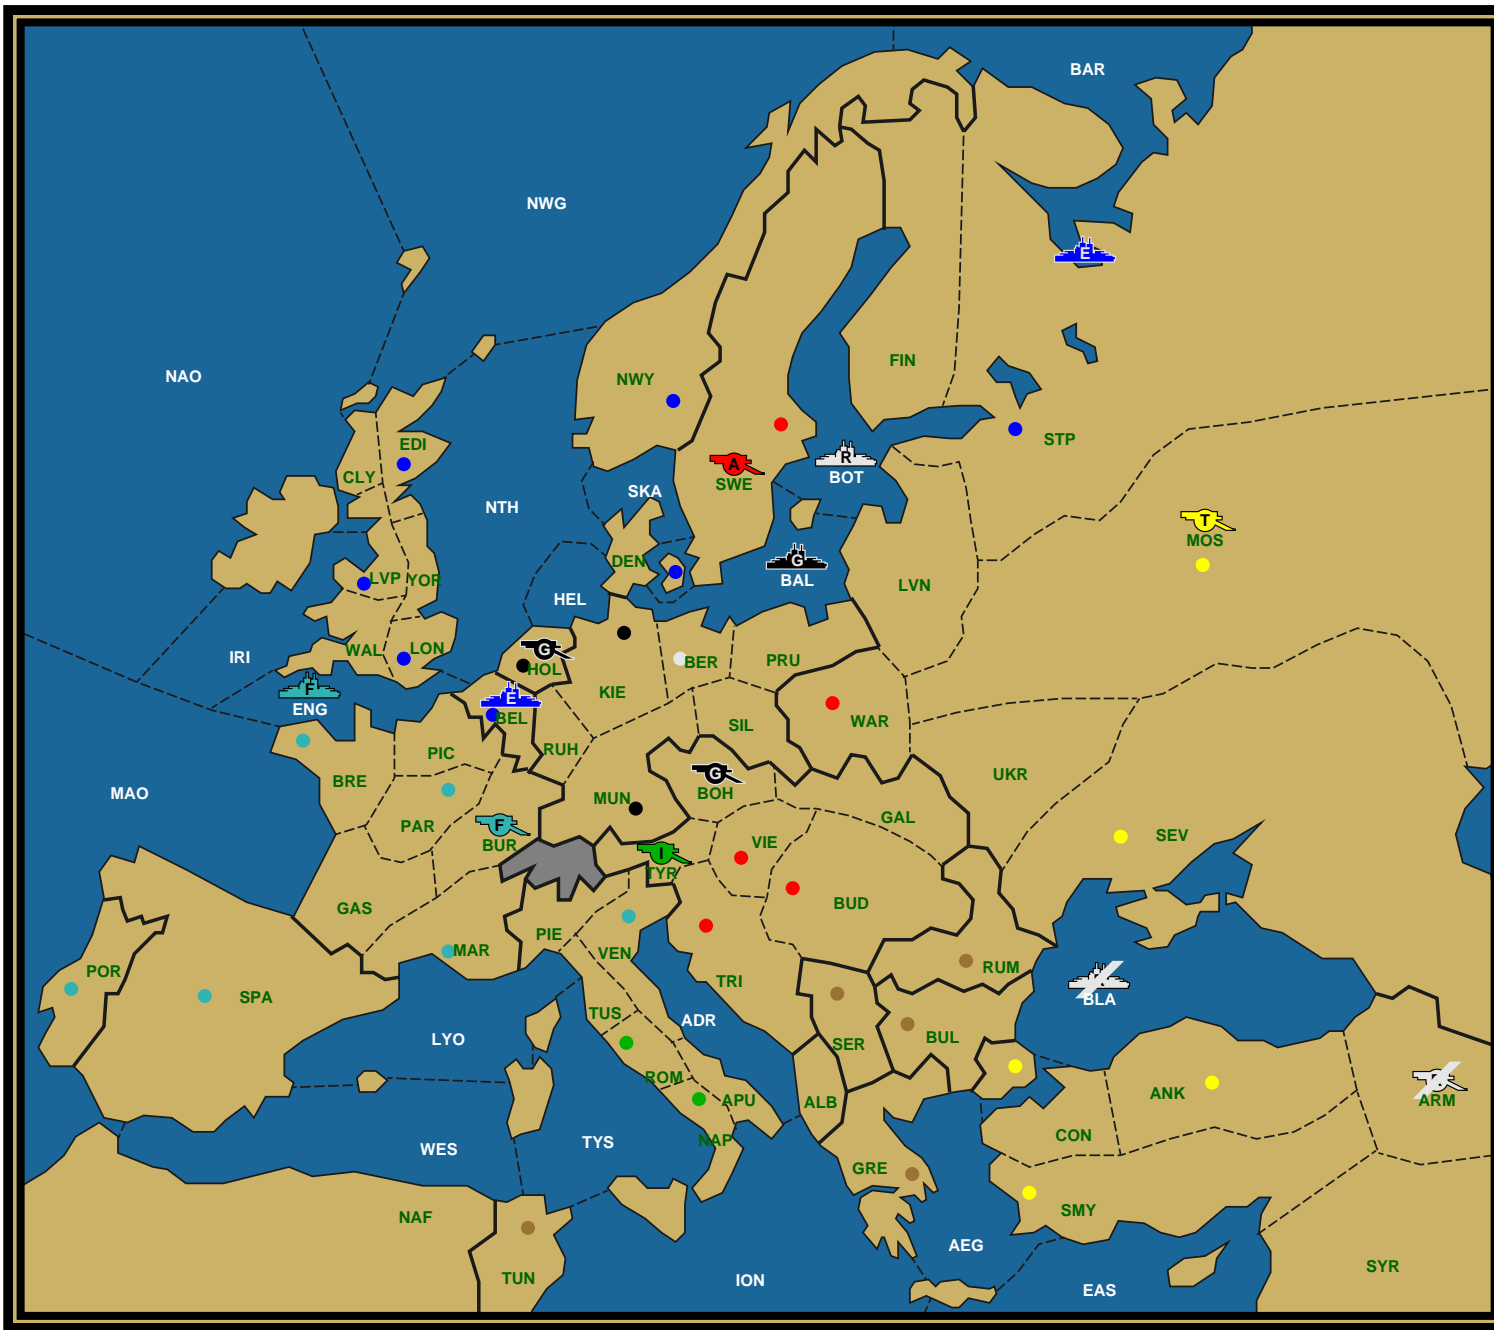 BAR
NWG
E
NAO
FIN
NWY
EDI
STP
R
A
CLY
SWE
BOT
SKA
NTH
T
MOS
G
DEN
BAL
LVP
YOR
LVN
HEL
G
IRI
WAL
LON
HOL
BER
PRU
F
E
KIE
ENG
BEL
WAR
SIL
PIC
RUH
G
UKR
BRE
BOH
MAO
MUN
GAL
PAR
F
SEV
BUR
VIE
I
TYR
BUD
GAS
PIE
MAR
VEN
RUM
POR
SPA
TRI
BLA
TUS
ADR
BUL
LYO
SER
ROM
ANK
APU
ALB
ARM
CON
NAP
TYS
WES
GRE
SMY
NAF
AEG
SYR
TUN
ION
EAS